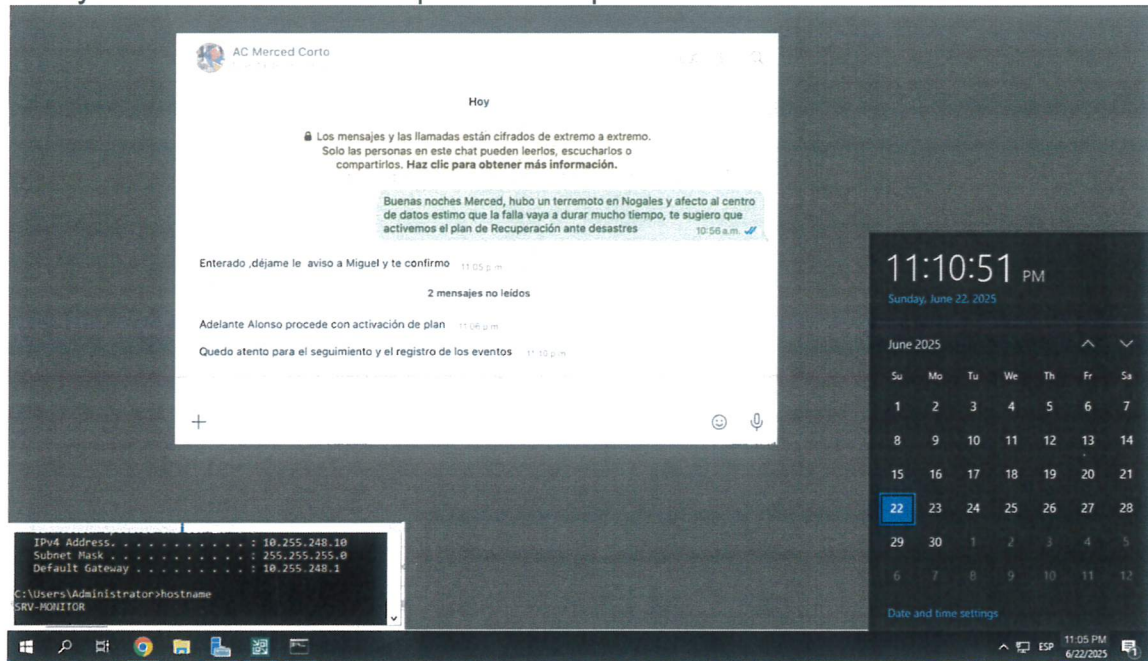 AC Merced Corto
Hoy
Los mensajes y las llamadas están cifrados de extremo a extremo.
Solo las personas en este chat pueden leerlos, escucharlos o
compartirlos. Haz clic para obtener más información.
Buenas noches Merced, hubo un terremoto en Nogales y afecto al centro
de datos estimo que la falla vaya a durar mucho tiempo, te sugiero que
activemos el plan de Recuperación ante desastres
10:56 a.m.
Enterado ,déjame le aviso a Miguel y te confirmo 11:05 p.m.
2 mensajes no leídos
Adelante Alonso procede con activación de plan 11:06 p.m.
Quedo atento para el seguimiento y el registro de los eventos 11:10 p.m.
11:10:51 PM
Sunday, June 22, 2025
June 2025
Su Mo Tu We Th Fr Sa
1 2 3 4 5 6 7
8 9 10 11 12 13 14
15 16 17 18 19 20 21
22 23 24 25 26 27 28
29 30 1 2 3 4 5
6 7 8 9 10 11 12
Date and time settings
IPv4 Address. . . . . . . . . . . : 10.255.248.10
Subnet Mask . . . . . . . . . . . : 255.255.255.0
Default Gateway . . . . . . . . . : 10.255.248.1
C:\Users\Administrator>hostname
SRV-MONITOR
ESP
11:05 PM
6/22/2025